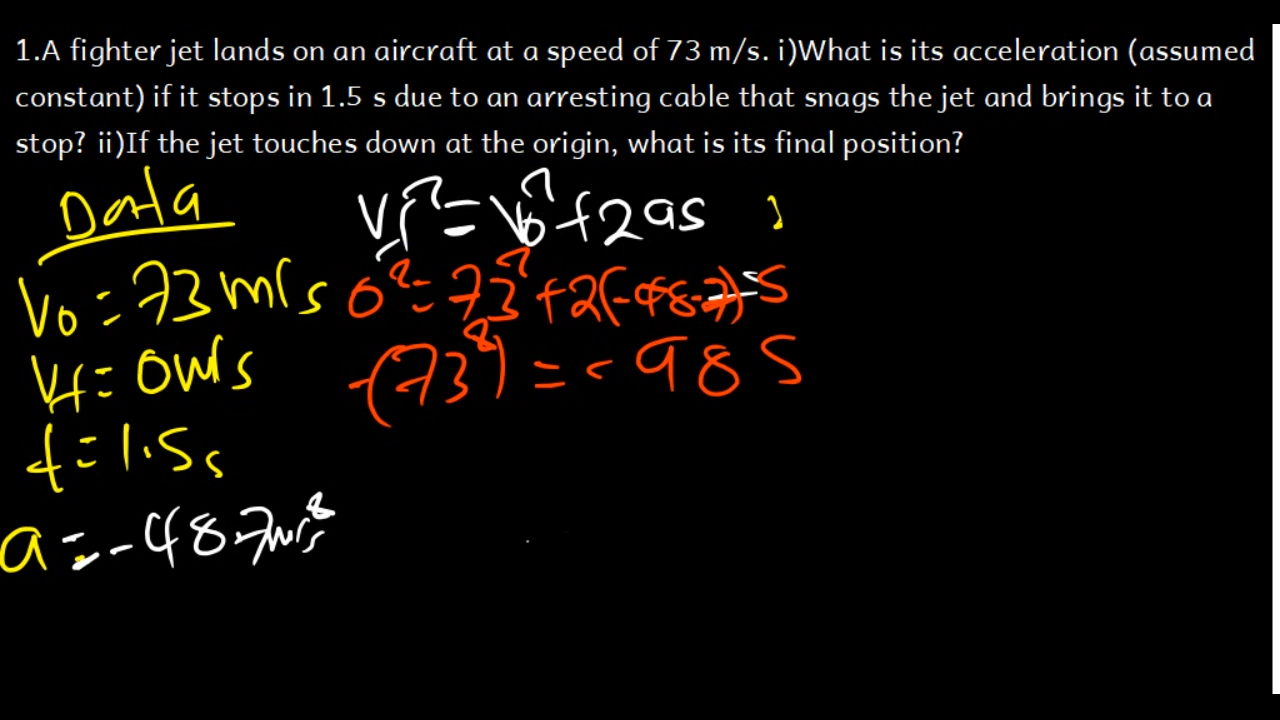 1.A fighter jet lands on an aircraft at a speed of 73 m/s. i)What is its acceleration (assumed
constant) if it stops in 1.5 s due to an arresting cable that snags the jet and brings it to a
stop? ii)If the jet touches down at the origin, what is its final position?
Data
Vf² = V₀² + 2as
V₀ = 73 m/s
0² = 73² + 2(-48.7) s
Vf = 0 m/s
-(73²) = -98 S
t = 1.5 s
a = -48.7 m/s²